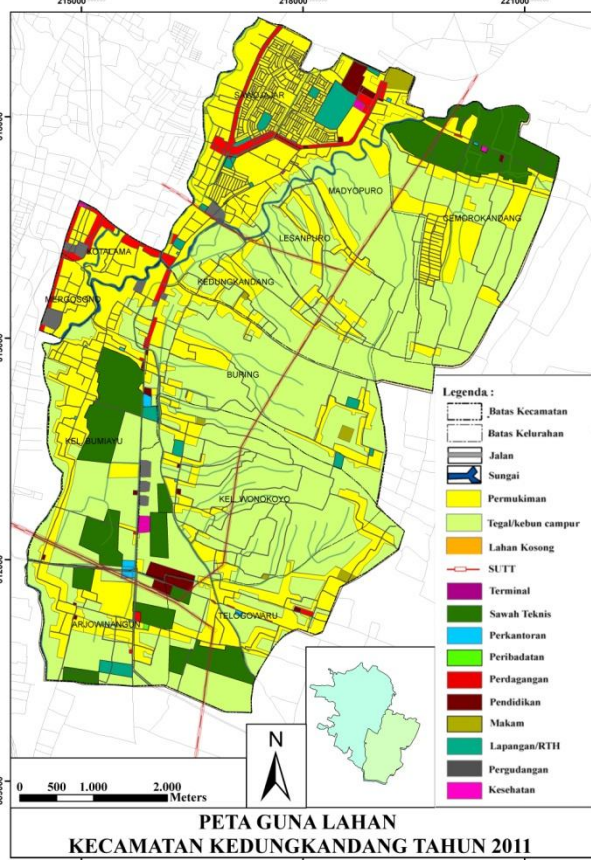 215000 218000 221000
SAWOJAJAR
MADYOPURO
CEMOROKANDANG
LESANPURO
KOTALAMA
KEDUNGKANDANG
MERGOSONO
BURING
KEL. BUMIAYU
KEL. WONOKOYO
TELOGOWARU
ARJOWINANGUN
Legenda :
Batas Kecamatan
Batas Kelurahan
Jalan
Sungai
Permukiman
Tegal/kebun campur
Lahan Kosong
SUTT
Terminal
Sawah Teknis
Perkantoran
Peribadatan
Perdagangan
Pendidikan
Makam
Lapangan/RTH
Pergudangan
Kesehatan
N
0 500 1.000 2.000
Meters
PETA GUNA LAHAN
KECAMATAN KEDUNGKANDANG TAHUN 2011